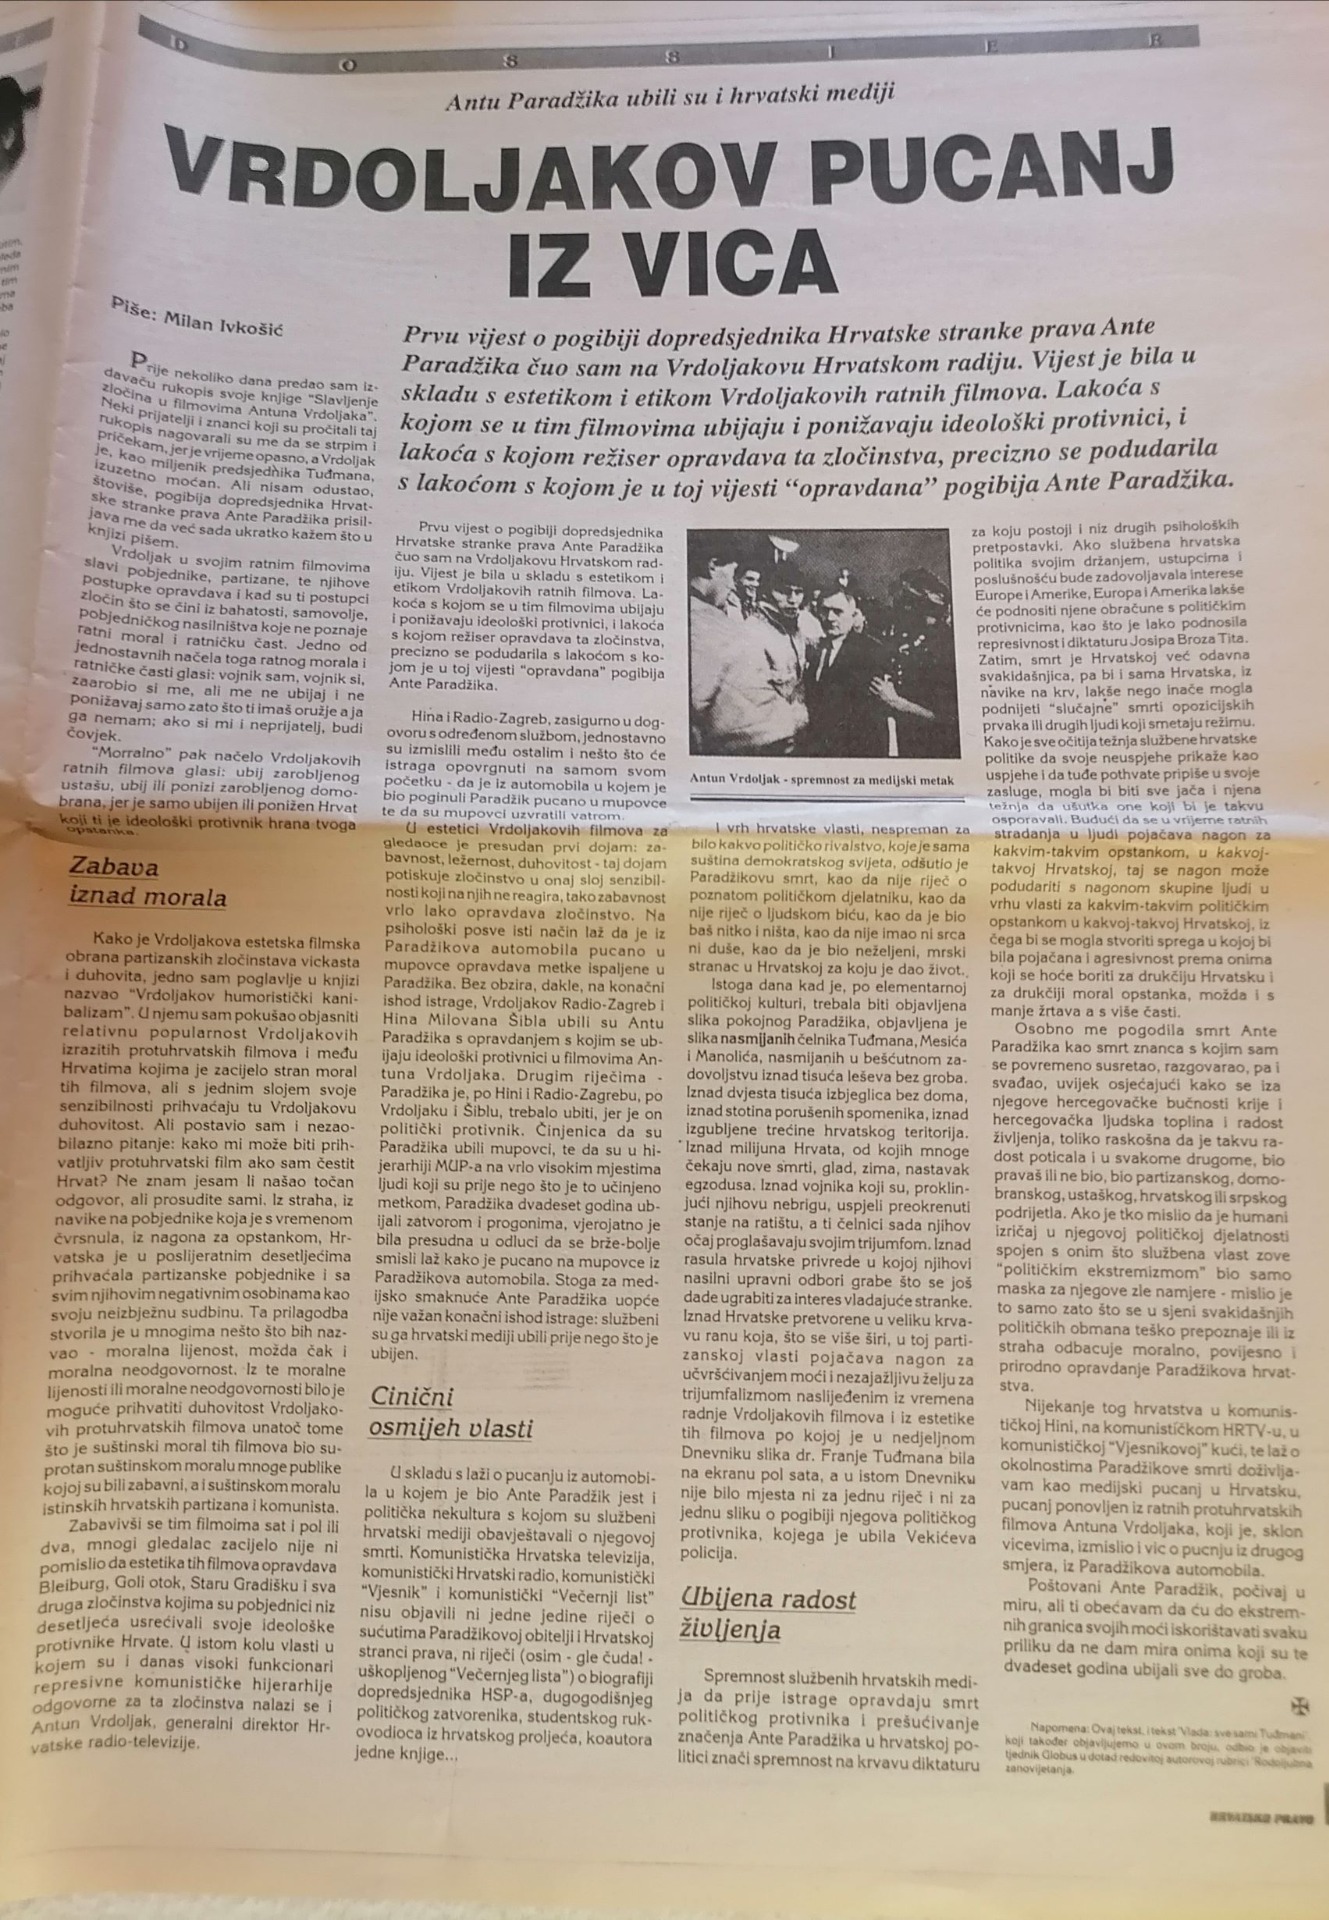 D O S S I E R
Antu Paradžika ubili su i hrvatski mediji
VRDOLJAKOV PUCANJ
IZ VICA
Piše: Milan Ivkošić
Prvu vijest o pogibiji dopredsjednika Hrvatske stranke prava Ante
Paradžika čuo sam na Vrdoljakovu Hrvatskom radiju. Vijest je bila u
skladu s estetikom i etikom Vrdoljakovih ratnih filmova. Lakoća s
kojom se u tim filmovima ubijaju i ponižavaju ideološki protivnici, i
lakoća s kojom režiser opravdava ta zločinstva, precizno se podudarila
s lakoćom s kojom je u toj vijesti “opravdana” pogibija Ante Paradžika.
Prije nekoliko dana predao sam iz-
davaču rukopis svoje knjige “Slavljenje
zločina u filmovima Antuna Vrdoljaka”.
Neki prijatelji i znanci koji su pročitali taj
rukopis nagovarali su me da se strpim i
pričekam, jer je vrijeme opasno, a Vrdoljak
je, kao miljenik predsjednika Tuđmana,
izuzetno moćan. Ali nisam odustao,
štoviše, pogibija dopredsjednika Hrvat-
ske stranke prava Ante Paradžika prisil-
java me da već sada ukratko kažem što u
knjizi pišem.
Vrdoljak u svojim ratnim filmovima
slavi pobjednike, partizane, te njihove
postupke opravdava i kad su ti postupci
zločin što se čini iz bahatosti, samovolje,
pobjedničkog nasilništva koje ne poznaje
ratni moral i ratničku čast. Jedno od
jednostavnih načela toga ratnog morala i
ratničke časti glasi: vojnik sam, vojnik si,
zaarobio si me, ali me ne ubijaj i ne
ponižavaj samo zato što ti imaš oružje a ja
ga nemam; ako si mi i neprijatelj, budi
čovjek.
“Morralno” pak načelo Vrdoljakovih
ratnih filmova glasi: ubij zarobljenog
ustašu, ubij ili ponizi zarobljenog domo-
brana, jer je samo ubijen ili ponižen Hrvat
koji ti je ideološki protivnik hrana tvoga
opstanka.
Zabava
iznad morala
Kako je Vrdoljakova estetska filmska
obrana partizanskih zločinstava vickasta
i duhovita, jedno sam poglavlje u knjizi
nazvao “Vrdoljakov humoristički kani-
balizam”. U njemu sam pokušao objasniti
relativnu popularnost Vrdoljakovih
izrazitih protuhrvatskih filmova i među
Hrvatima kojima je zacijelo stran moral
tih filmova, ali s jednim slojem svoje
senzibilnosti prihvaćaju tu Vrdoljakovu
duhovitost. Ali postavio sam i nezao-
bilazno pitanje: kako mi može biti prih-
vatljiv protuhrvatski film ako sam čestit
Hrvat? Ne znam jesam li našao točan
odgovor, ali prosudite sami. Iz straha, iz
navike na pobjednike koja je s vremenom
čvrsnula, iz nagona za opstankom, Hr-
vatska je u poslijeratnim desetljećima
prihvaćala partizanske pobjednike i sa
svim njihovim negativnim osobinama kao
svoju neizbježnu sudbinu. Ta prilagodba
stvorila je u mnogima nešto što bih naz-
vao - moralna lijenost, možda čak i
moralna neodgovornost. Iz te moralne
lijenosti ili moralne neodgovornosti bilo je
moguće prihvatiti duhovitost Vrdoljako-
vih protuhrvatskih filmova unatoč tome
što je suštinski moral tih filmova bio su-
protan suštinskom moralu mnoge publike
kojoj su bili zabavni, a i suštinskom moralu
istinskih hrvatskih partizana i komunista.
Zabavivši se tim filmoima sat i pol ili
dva, mnogi gledalac zacijelo nije ni
pomislio da estetika tih filmova opravdava
Bleiburg, Goli otok, Staru Gradišku i sva
druga zločinstva kojima su pobjednici niz
desetljeća usrećivali svoje ideološke
protivnike Hrvate. U istom kolu vlasti u
kojem su i danas visoki funkcionari
represivne komunističke hijerarhije
odgovorne za ta zločinstva nalazi se i
Antun Vrdoljak, generalni direktor Hr-
vatske radio-televizije.
Prvu vijest o pogibiji dopredsjednika
Hrvatske stranke prava Ante Paradžika
čuo sam na Vrdoljakovu Hrvatskom rad-
iju. Vijest je bila u skladu s estetikom i
etikom Vrdoljakovih ratnih filmova. La-
koća s kojom se u tim filmovima ubijaju
i ponižavaju ideološki protivnici, i lakoća
s kojom režiser opravdava ta zločinstva,
precizno se podudarila s lakoćom s ko-
jom je u toj vijesti “opravdana” pogibija
Ante Paradžika.
Hina i Radio-Zagreb, zasigurno u dog-
ovoru s određenom službom, jednostavno
su izmislili među ostalim i nešto što će
istraga opovrgnuti na samom svom
početku - da je iz automobila u kojem je
bio poginuli Paradžik pucano u mupovce
te da su mupovci uzvratili vatrom.
U estetici Vrdoljakovih filmova za
gledaoce je presudan prvi dojam: za-
bavnost, ležernost, duhovitost - taj dojam
potiskuje zločinstvo u onaj sloj senzibil-
nosti koji na njih ne reagira, tako zabavnost
vrlo lako opravdava zločinstvo. Na
psihološki posve isti način laž da je iz
Paradžikova automobila pucano u
mupovce opravdava metke ispaljene u
Paradžika. Bez obzira, dakle, na konačni
ishod istrage, Vrdoljakov Radio-Zagreb i
Hina Milovana Šibla ubili su Antu
Paradžika s opravdanjem s kojim se ub-
ijaju ideološki protivnici u filmovima An-
tuna Vrdoljaka. Drugim riječima -
Paradžika je, po Hini i Radio-Zagrebu, po
Vrdoljaku i Šiblu, trebalo ubiti, jer je on
politički protivnik. Činjenica da su
Paradžika ubili mupovci, te da su u hi-
jerarhiji MUP-a na vrlo visokim mjestima
ljudi koji su prije nego što je to učinjeno
metkom, Paradžika dvadeset godina ub-
ijali zatvorom i progonima, vjerojatno je
bila presudna u odluci da se brže-bolje
smisli laž kako je pucano na mupovce iz
Paradžikova automobila. Stoga za med-
ijsko smaknuće Ante Paradžika uopće
nije važan konačni ishod istrage: službeni
su ga hrvatski mediji ubili prije nego što je
ubijen.
Cinični
osmijeh vlasti
U skladu s laži o pucanju iz automobi-
la u kojem je bio Ante Paradžik jest i
politička nekultura s kojom su službeni
hrvatski mediji obavještavali o njegovoj
smrti. Komunistička Hrvatska televizija,
komunistički Hrvatski radio, komunistički
“Vjesnik” i komunistički “Večernji list”
nisu objavili ni jedne jedine riječi o
sućutima Paradžikovoj obitelji i Hrvatskoj
stranci prava, ni riječi (osim - gle čuda! -
uškopljenog “Večernjeg lista”) o biografiji
dopredsjednika HSP-a, dugogodišnjeg
političkog zatvorenika, studentskog ruk-
ovodioca iz hrvatskog proljeća, koautora
jedne knjige...
Antun Vrdoljak - spremnost za medijski metak
I vrh hrvatske vlasti, nespreman za
bilo kakvo političko rivalstvo, koje je sama
suština demokratskog svijeta, odšutio je
Paradžikovu smrt, kao da nije riječ o
poznatom političkom djelatniku, kao da
nije riječ o ljudskom biću, kao da je bio
baš nitko i ništa, kao da nije imao ni srca
ni duše, kao da je bio neželjeni, mrski
stranac u Hrvatskoj za koju je dao život.
Istoga dana kad je, po elementarnoj
političkoj kulturi, trebala biti objavljena
slika pokojnog Paradžika, objavljena je
slika nasmijanih čelnika Tuđmana, Mesića
i Manolića, nasmijanih u bešćutnom za-
dovoljstvu iznad tisuća leševa bez groba.
Iznad dvjesta tisuća izbjeglica bez doma,
iznad stotina porušenih spomenika, iznad
izgubljene trećine hrvatskog teritorija.
Iznad milijuna Hrvata, od kojih mnoge
čekaju nove smrti, glad, zima, nastavak
egzodusa. Iznad vojnika koji su, proklin-
jući njihovu nebrigu, uspjeli preokrenuti
stanje na ratištu, a ti čelnici sada njihov
očaj proglašavaju svojim trijumfom. Iznad
rasula hrvatske privrede u kojoj njihovi
nasilni upravni odbori grabe što se još
dade ugrabiti za interes vladajuće stranke.
Iznad Hrvatske pretvorene u veliku krva-
vu ranu koja, što se više širi, u toj parti-
zanskoj vlasti pojačava nagon za
učvršćivanjem moći i nezajažljivu želju za
trijumfalizmom naslijeđenim iz vremena
radnje Vrdoljakovih filmova i iz estetike
tih filmova po kojoj je u nedjeljnom
Dnevniku slika dr. Franje Tuđmana bila
na ekranu pol sata, a u istom Dnevniku
nije bilo mjesta ni za jednu riječ i ni za
jednu sliku o pogibiji njegova političkog
protivnika, kojega je ubila Vekićeva
policija.
Ubijena radost
življenja
Spremnost službenih hrvatskih medi-
ja da prije istrage opravdaju smrt
političkog protivnika i prešućivanje
značenja Ante Paradžika u hrvatskoj po-
litici znači spremnost na krvavu diktaturu
za koju postoji i niz drugih psiholoških
pretpostavki. Ako službena hrvatska
politika svojim držanjem, ustupcima i
poslušnošću bude zadovoljavala interese
Europe i Amerike, Europa i Amerika lakše
će podnositi njene obračune s političkim
protivnicima, kao što je lako podnosila
represivnost i diktaturu Josipa Broza Tita.
Zatim, smrt je Hrvatskoj već odavna
svakidašnjica, pa bi i sama Hrvatska, iz
navike na krv, lakše nego inače mogla
podnijeti “slučajne” smrti opozicijskih
prvaka ili drugih ljudi koji smetaju režimu.
Kako je sve očitija težnja službene hrvatske
politike da svoje neuspjehe prikaže kao
uspjehe i da tuđe pothvate pripiše u svoje
zasluge, mogla bi biti sve jača i njena
težnja da ušutka one koji bi je takvu
osporavali. Budući da se u vrijeme ratnih
stradanja u ljudi pojačava nagon za
kakvim-takvim opstankom, u kakvoj-
takvoj Hrvatskoj, taj se nagon može
podudariti s nagonom skupine ljudi u
vrhu vlasti za kakvim-takvim političkim
opstankom u kakvoj-takvoj Hrvatskoj, iz
čega bi se mogla stvoriti sprega u kojoj bi
bila pojačana i agresivnost prema onima
koji se hoće boriti za drukčiju Hrvatsku i
za drukčiji moral opstanka, možda i s
manje žrtava a s više časti.
Osobno me pogodila smrt Ante
Paradžika kao smrt znanca s kojim sam
se povremeno susretao, razgovarao, pa i
svađao, uvijek osjećajući kako se iza
njegove hercegovačke bučnosti krije i
hercegovačka ljudska toplina i radost
življenja, toliko raskošna da je takvu ra-
dost poticala i u svakome drugome, bio
pravaš ili ne bio, bio partizanskog, domo-
branskog, ustaškog, hrvatskog ili srpskog
podrijetla. Ako je tko mislio da je humani
izričaj u njegovoj političkoj djelatnosti
spojen s onim što službena vlast zove
“političkim ekstremizmom” bio samo
maska za njegove zle namjere - mislio je
to samo zato što se u sjeni svakidašnjih
političkih obmana teško prepoznaje ili iz
straha odbacuje moralno, povijesno i
prirodno opravdanje Paradžikova hrvat-
stva.
Nijekanje tog hrvatstva u komunis-
tičkoj Hini, na komunističkom HRTV-u, u
komunističkoj “Vjesnikovoj” kući, te laž o
okolnostima Paradžikove smrti doživlja-
vam kao medijski pucanj u Hrvatsku,
pucanj ponovljen iz ratnih protuhrvatskih
filmova Antuna Vrdoljaka, koji je, sklon
vicevima, izmislio i vic o pucnju iz drugog
smjera, iz Paradžikova automobila.
Poštovani Ante Paradžik, počivaj u
miru, ali ti obećavam da ću do ekstrem-
nih granica svojih moći iskorištavati svaku
priliku da ne dam mira onima koji su te
dvadeset godina ubijali sve do groba.
Napomena: Ovaj tekst, i tekst "Vlada: sve sami Tuđmani"
koji također objavljujemo u ovom broju, odbio je objaviti
tjednik Globus u dotad redovitoj autorovoj rubrici "Rodoljubna
zanovijetanja.
HRVATSKO PRAVO